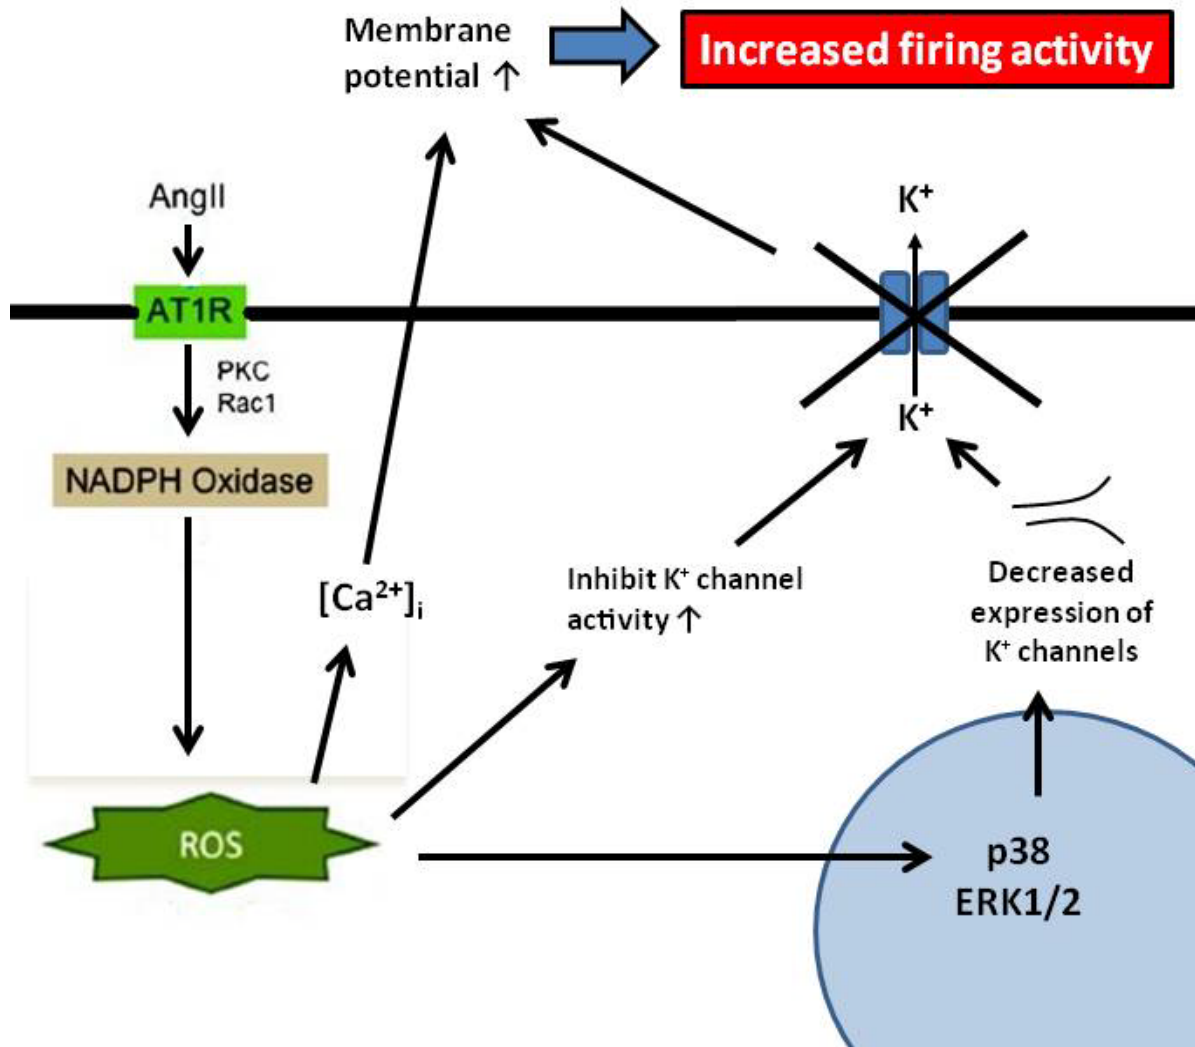 Membrane
potential ↑
Increased firing activity
AngII
K⁺
AT1R
PKC
Rac1
K⁺
NADPH Oxidase
[Ca²⁺]ᵢ
Inhibit K⁺ channel
activity ↑
Decreased
expression of
K⁺ channels
ROS
p38
ERK1/2